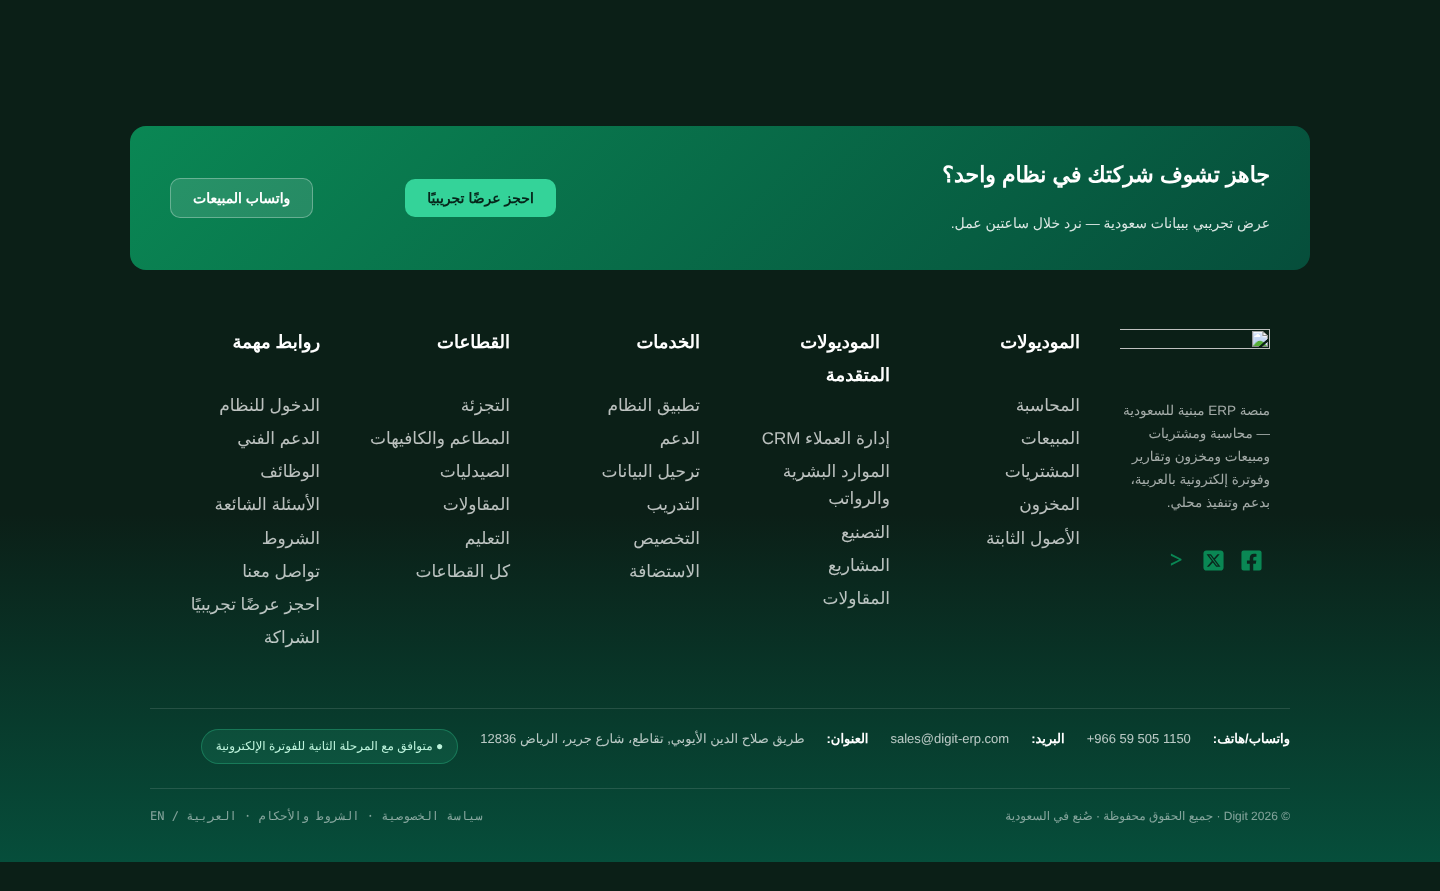 جاهز تشوف شركتك في نظام واحد؟
عرض تجريبي ببيانات سعودية — نرد خلال ساعتين عمل.
احجز عرضًا تجريبيًا
واتساب المبيعات
منصة ERP مبنية للسعودية
— محاسبة ومشتريات
ومبيعات ومخزون وتقارير
وفوترة إلكترونية بالعربية،
بدعم وتنفيذ محلي.
>
الموديولات
المحاسبة
المبيعات
المشتريات
المخزون
الأصول الثابتة
الموديولات
المتقدمة
إدارة العملاء CRM
الموارد البشرية
والرواتب
التصنيع
المشاريع
المقاولات
الخدمات
تطبيق النظام
الدعم
ترحيل البيانات
التدريب
التخصيص
الاستضافة
القطاعات
التجزئة
المطاعم والكافيهات
الصيدليات
المقاولات
التعليم
كل القطاعات
روابط مهمة
الدخول للنظام
الدعم الفني
الوظائف
الأسئلة الشائعة
الشروط
تواصل معنا
احجز عرضًا تجريبيًا
الشراكة
واتساب/هاتف: +966 59 505 1150 البريد: sales@digit-erp.com العنوان: طريق صلاح الدين الأيوبي, تقاطع، شارع جرير، الرياض 12836
● متوافق مع المرحلة الثانية للفوترة الإلكترونية
© 2026 Digit · جميع الحقوق محفوظة · صُنع في السعودية
سياسة الخصوصية · الشروط والأحكام · العربية / EN